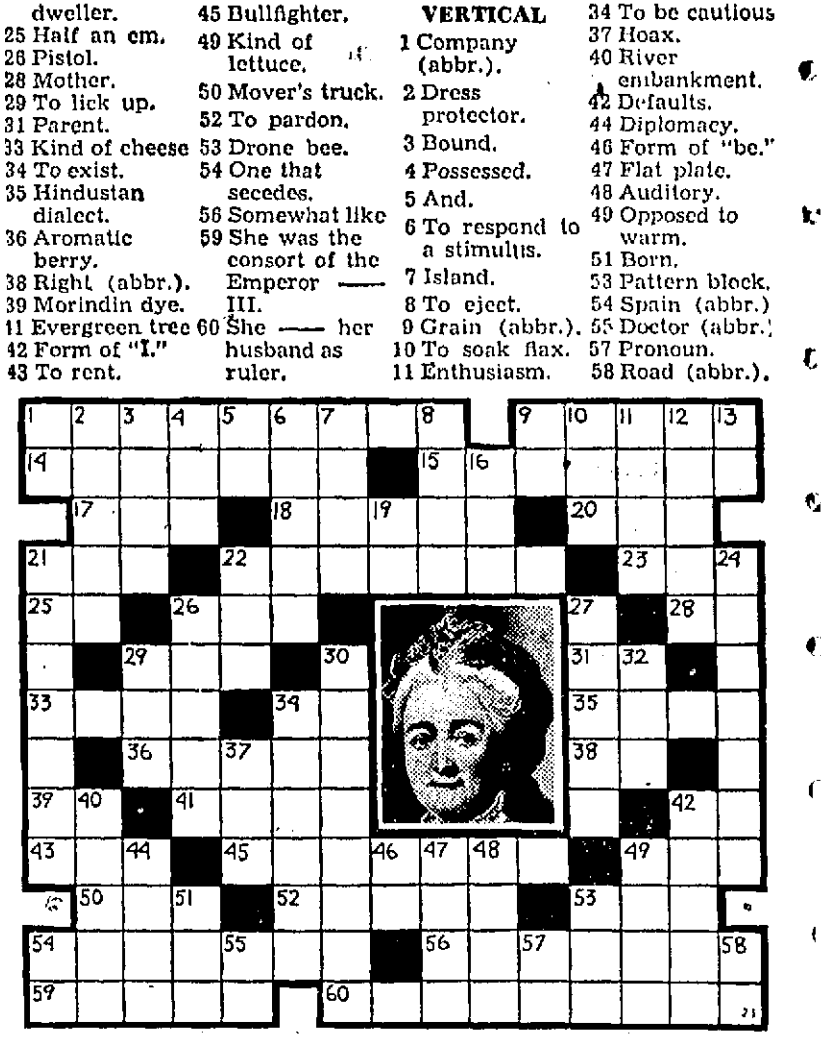 dweller.
25 Half an em.
26 Pistol.
28 Mother.
29 To lick up.
31 Parent.
33 Kind of cheese
34 To exist.
35 Hindustan
dialect.
36 Aromatic
berry.
38 Right (abbr.).
39 Morindin dye.
41 Evergreen tree
42 Form of "I."
43 To rent.
45 Bullfighter.
49 Kind of
lettuce.
50 Mover's truck.
52 To pardon.
53 Drone bee.
54 One that
secedes.
56 Somewhat like
59 She was the
consort of the
Emperor ——
III.
60 She —— her
husband as
ruler.
VERTICAL
1 Company
(abbr.).
2 Dress
protector.
3 Bound.
4 Possessed.
5 And.
6 To respond to
a stimulus.
7 Island.
8 To eject.
9 Grain (abbr.).
10 To soak flax.
11 Enthusiasm.
34 To be cautious
37 Hoax.
40 River
embankment.
42 Defaults.
44 Diplomacy.
46 Form of "be."
47 Flat plate.
48 Auditory.
49 Opposed to
warm.
51 Born.
53 Pattern block.
54 Spain (abbr.)
55 Doctor (abbr.)
57 Pronoun.
58 Road (abbr.).
1 2 3 4 5 6 7 8 9 10 11 12 13
14 15 16
17 18 19 20
21 22 23 24
25 26 27 28
29 30 31 32
33 34 35
36 37 38
39 40 41 42
43 44 45 46 47 48 49
50 51 52 53
54 55 56 57 58
59 60 23